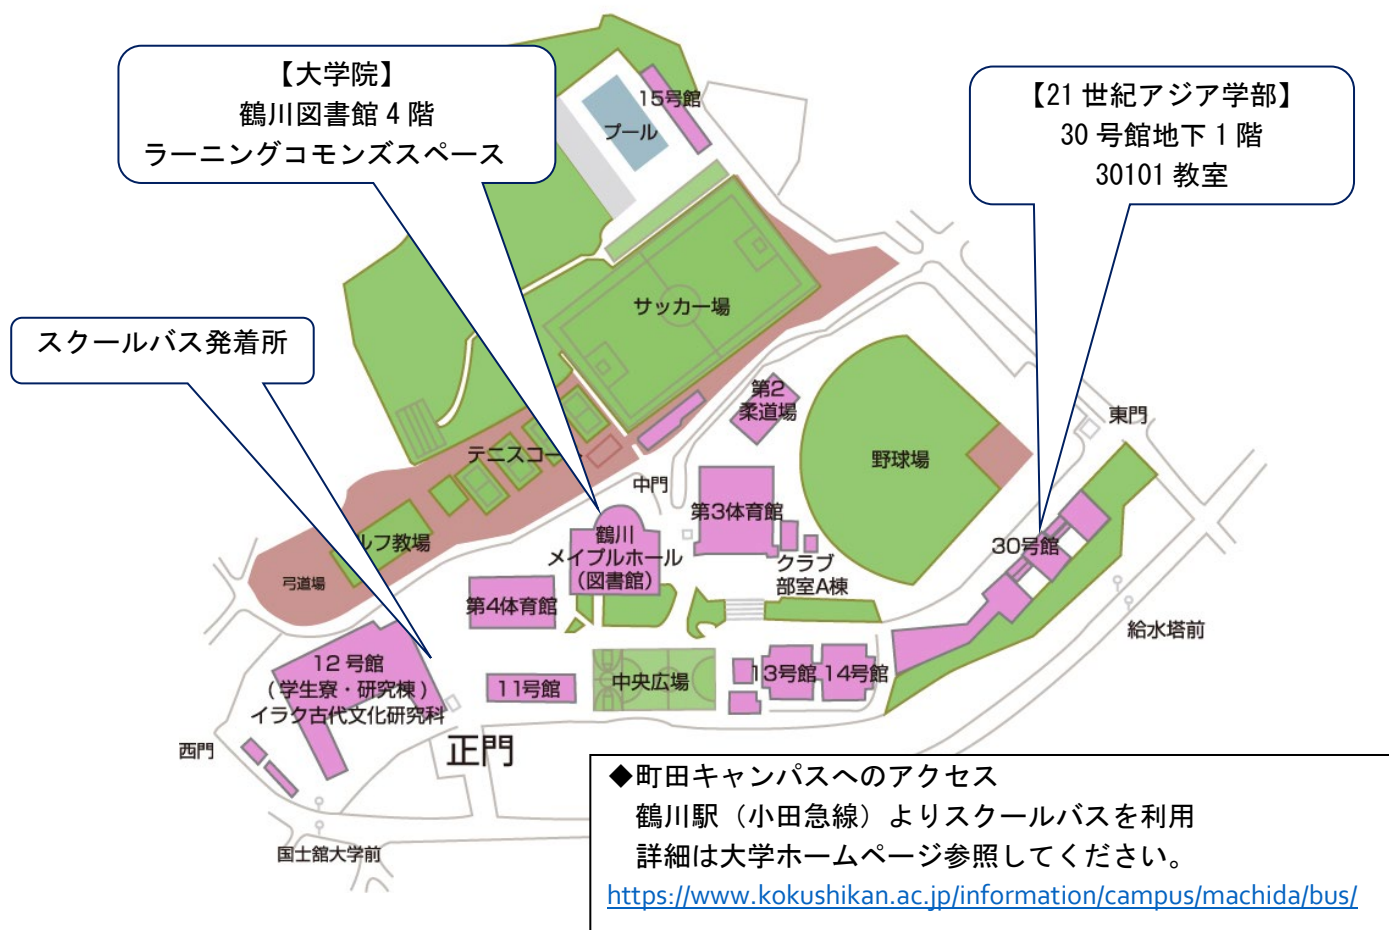 【大学院】
鶴川図書館 4 階
ラーニングコモンズスペース
【21 世紀アジア学部】
30 号館地下 1 階
30101 教室
スクールバス発着所
15号館
プール
サッカー場
第2
柔道場
東門
テニスコー
野球場
中門
第3体育館
鶴川
メイプルホール
(図書館)
30号館
クラブ
部室A棟
ルフ教場
弓道場
第4体育館
給水塔前
12 号館
( 学生寮・研究棟 )
イラク古代文化研究科
11号館
中央広場
13号館
14号館
西門
正門
国士舘大学前
◆町田キャンパスへのアクセス
鶴川駅（小田急線）よりスクールバスを利用
詳細は大学ホームページ参照してください。
https://www.kokushikan.ac.jp/information/campus/machida/bus/